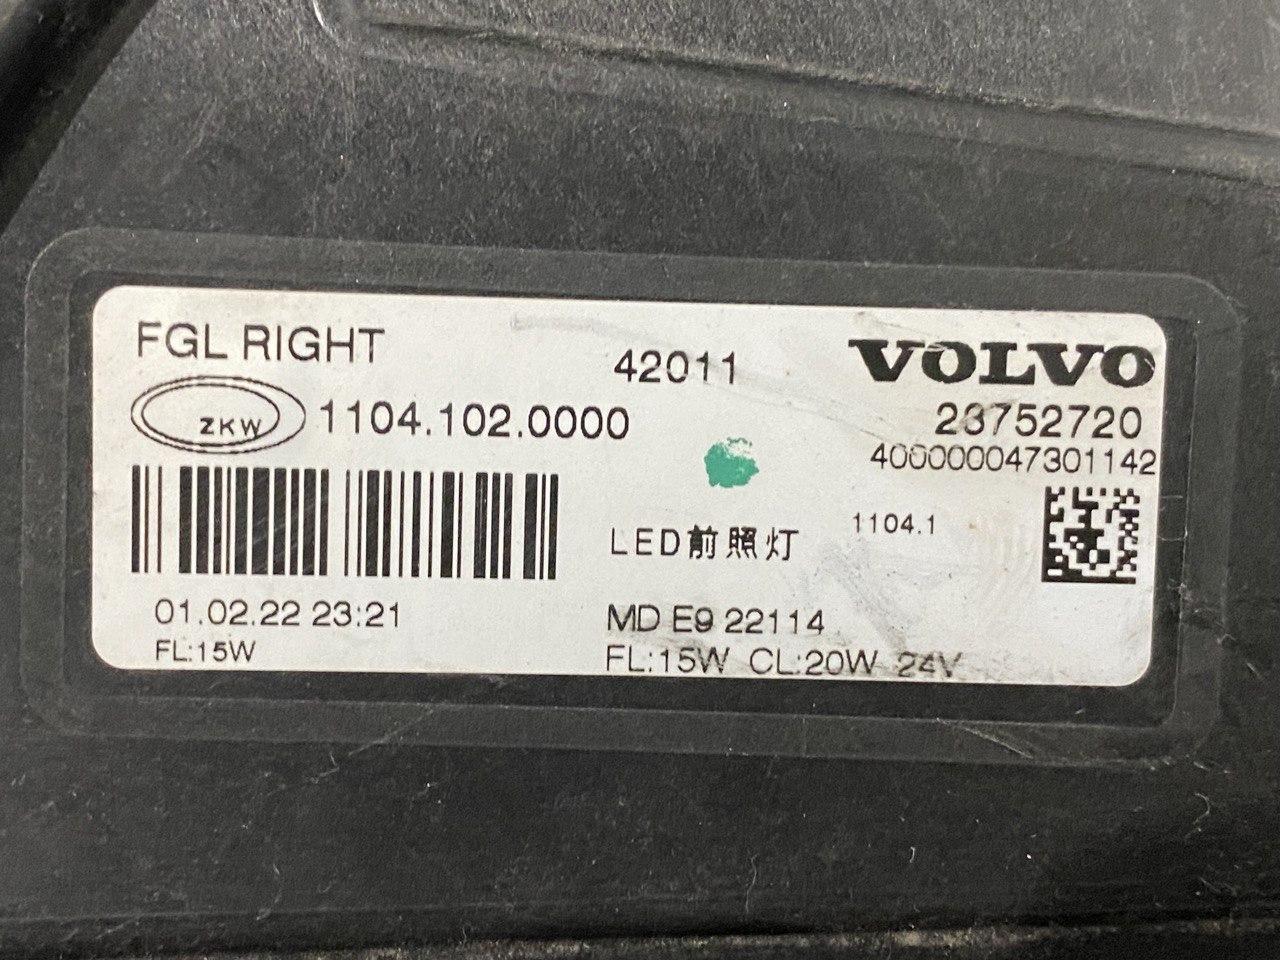 FGL RIGHT
42011
VOLVO
ZKW
1104.102.0000
23752720
400000047301142
LED前照灯
1104.1
01.02.22 23:21
MD E9 22114
FL:15W
FL:15W CL:20W 24V